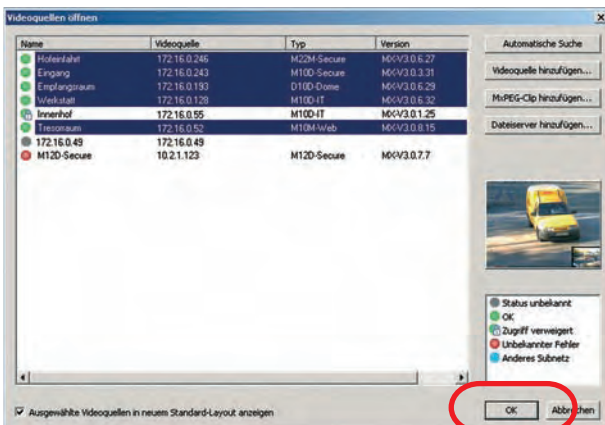 Videoquellen öffnen
Name Videoquelle Typ Version
Hofeinfahrt 172.16.0.246 M22M-Secure MX-V3.0.6.27
Eingang 172.16.0.243 M10D-Secure MX-V3.0.3.31
Empfangsraum 172.16.0.193 D10D-Dome MX-V3.0.6.29
Werkstatt 172.16.0.128 M10D-IT MX-V3.0.6.32
Innenhof 172.16.0.55 M10D-IT MX-V3.0.1.25
Tresorraum 172.16.0.52 M10M-Web MX-V3.0.8.15
172.16.0.49 172.16.0.49
M12D-Secure 10.2.1.123 M12D-Secure MX-V3.0.7.7
Automatische Suche
Videoquelle hinzufügen...
MxPEG-Clip hinzufügen...
Dateiserver hinzufügen...
Status unbekannt
OK
Zugriff verweigert
Unbekannter Fehler
Anderes Subnetz
Ausgewählte Videoquellen in neuem Standard-Layout anzeigen
OK Abbrechen